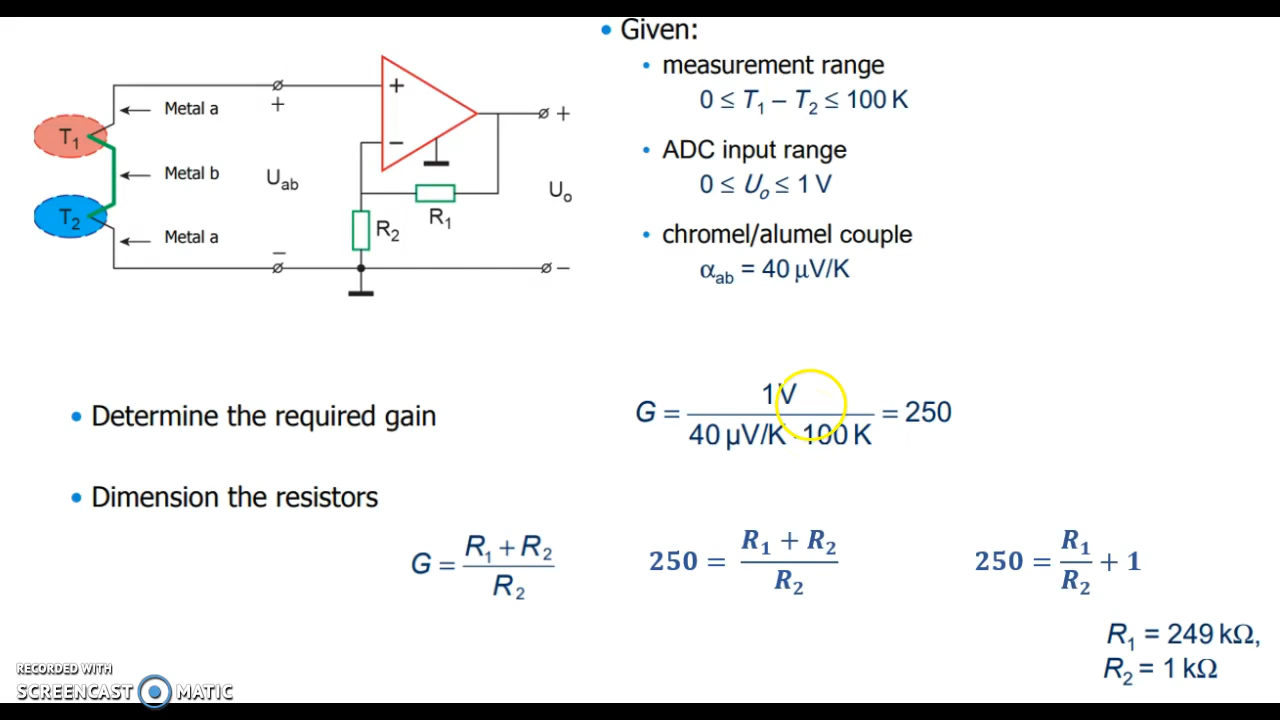 • Given:
• measurement range
0 ≤ T₁ – T₂ ≤ 100 K
• ADC input range
0 ≤ Uₒ ≤ 1 V
• chromel/alumel couple
αab = 40 μV/K
Metal a
T₁
Metal b
T₂
Metal a
+
Uab
–
+
–
R₁
R₂
+
Uₒ
–
• Determine the required gain
G = 1 V / 40 μV/K · 100 K = 250
• Dimension the resistors
G = R₁ + R₂ / R₂
250 = R₁ + R₂ / R₂
250 = R₁ / R₂ + 1
R₁ = 249 kΩ,
R₂ = 1 kΩ
RECORDED WITH
SCREENCAST MATIC